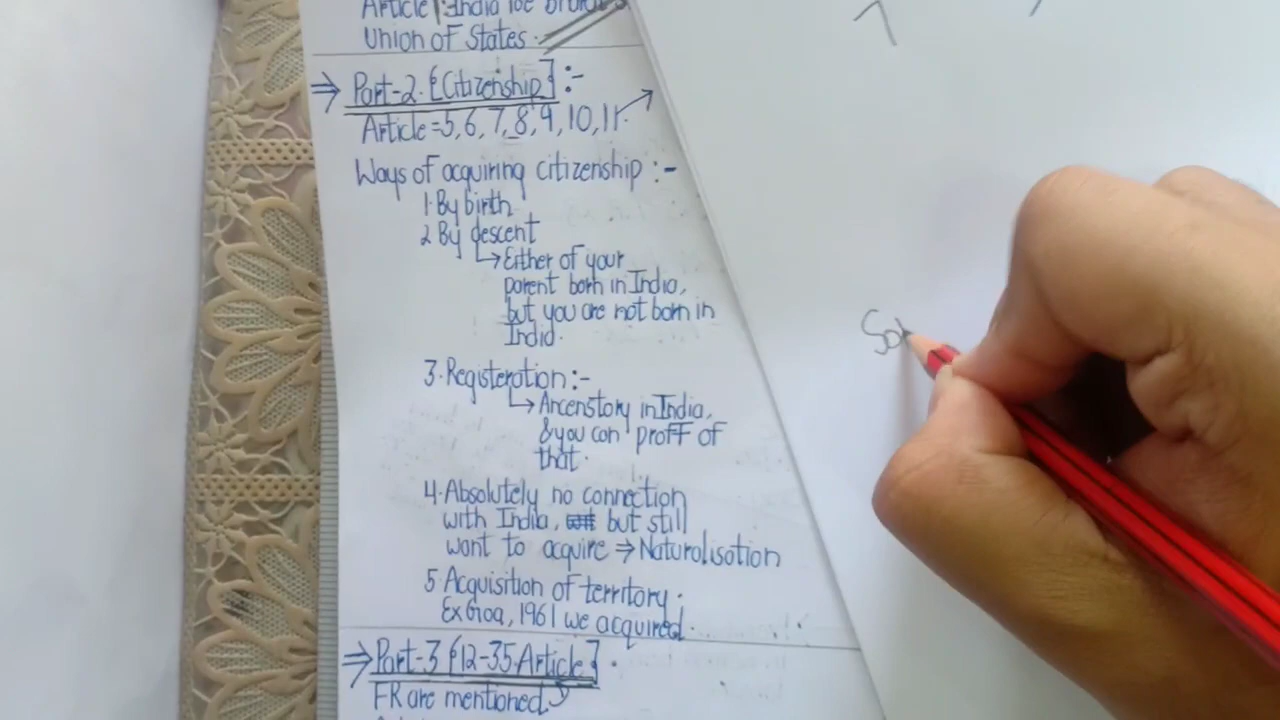 Article 1: India
Union of States.
⇒ Part-2. {Citizenship} :-
Article=5,6,7,8,9,10,11.
Ways of acquiring citizenship :-
1. By birth
2 By descent
↳ Either of your
parent born in India,
but you are not born in
India.
3. Registeration :-
↳ Ancenstory in India,
& you can proff of
that.
4. Absolutely no connection
with India, but still
want to acquire ⇒ Naturalisation
5 Acquisition of territory.
Ex Goa, 1961 we acquired.
⇒ Part-3 {12-35 Article} .
FR are mentioned